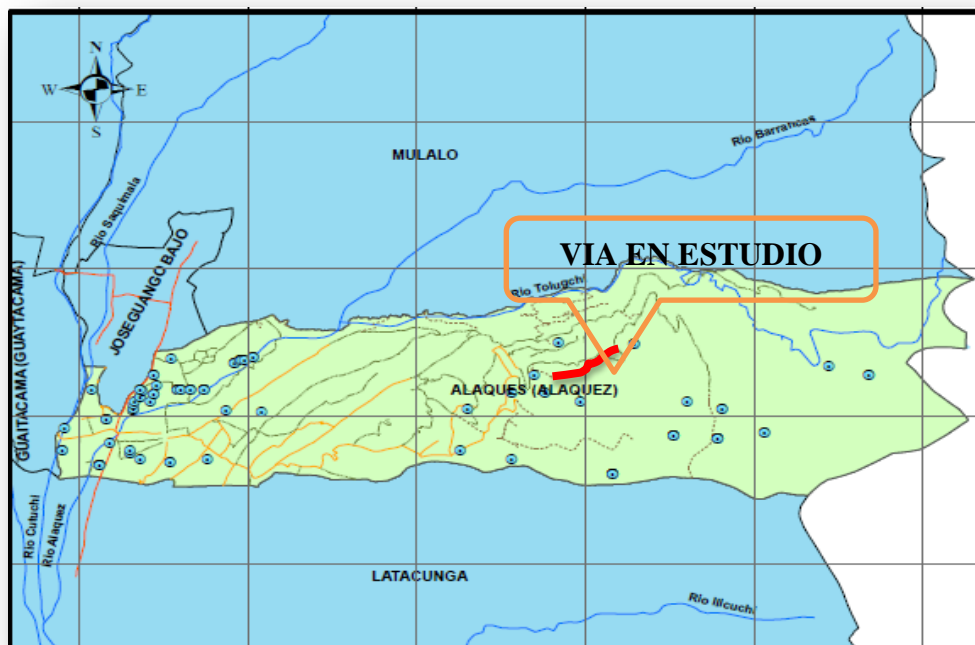 N
W E
S
MULALO
Rio Barrancas
Rio Saquimala
JOSEGUANGO BAJO
VIA EN ESTUDIO
Rio Tolugchi
GUAITACAMA (GUAYTACAMA)
ALAQUES (ALAQUEZ)
Rio Cutuchi
Rio Alaquez
LATACUNGA
Rio Illcuchi